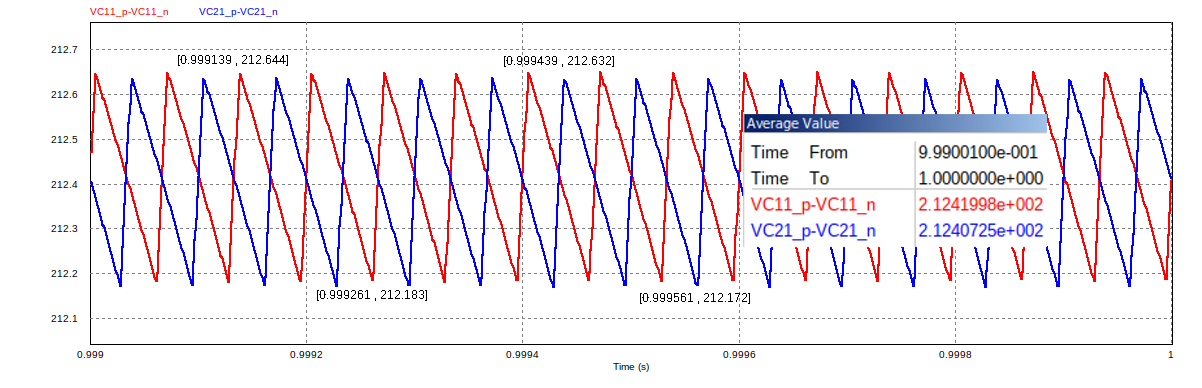 VC11_p-VC11_n VC21_p-VC21_n
212.7
[0.999139 , 212.644] [0.999439 , 212.632]
212.6
Average Value
212.5
Time From 9.9900100e-001
Time To 1.0000000e+000
212.4
VC11_p-VC11_n 2.1241998e+002
VC21_p-VC21_n 2.1240725e+002
212.3
212.2
[0.999261 , 212.183] [0.999561 , 212.172]
212.1
0.999 0.9992 0.9994 0.9996 0.9998 1
Time (s)